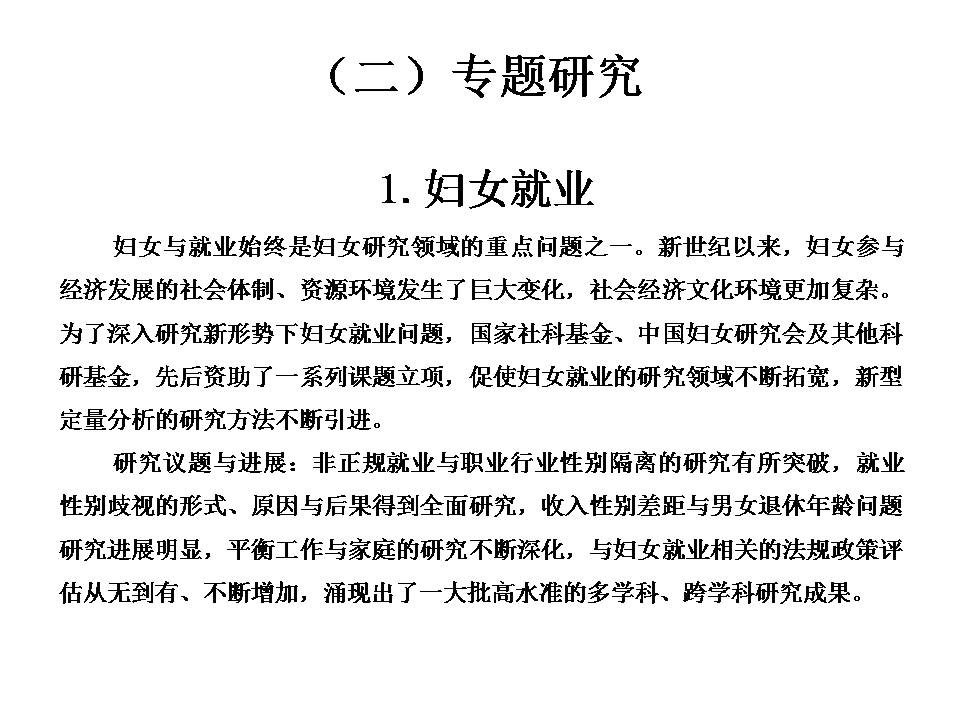 （二）专题研究
1.妇女就业
妇女与就业始终是妇女研究领域的重点问题之一。新世纪以来，妇女参与
经济发展的社会体制、资源环境发生了巨大变化，社会经济文化环境更加复杂。
为了深入研究新形势下妇女就业问题，国家社科基金、中国妇女研究会及其他科
研基金，先后资助了一系列课题立项，促使妇女就业的研究领域不断拓宽，新型
定量分析的研究方法不断引进。
研究议题与进展：非正规就业与职业行业性别隔离的研究有所突破，就业
性别歧视的形式、原因与后果得到全面研究，收入性别差距与男女退休年龄问题
研究进展明显，平衡工作与家庭的研究不断深化，与妇女就业相关的法规政策评
估从无到有、不断增加，涌现出了一大批高水准的多学科、跨学科研究成果。